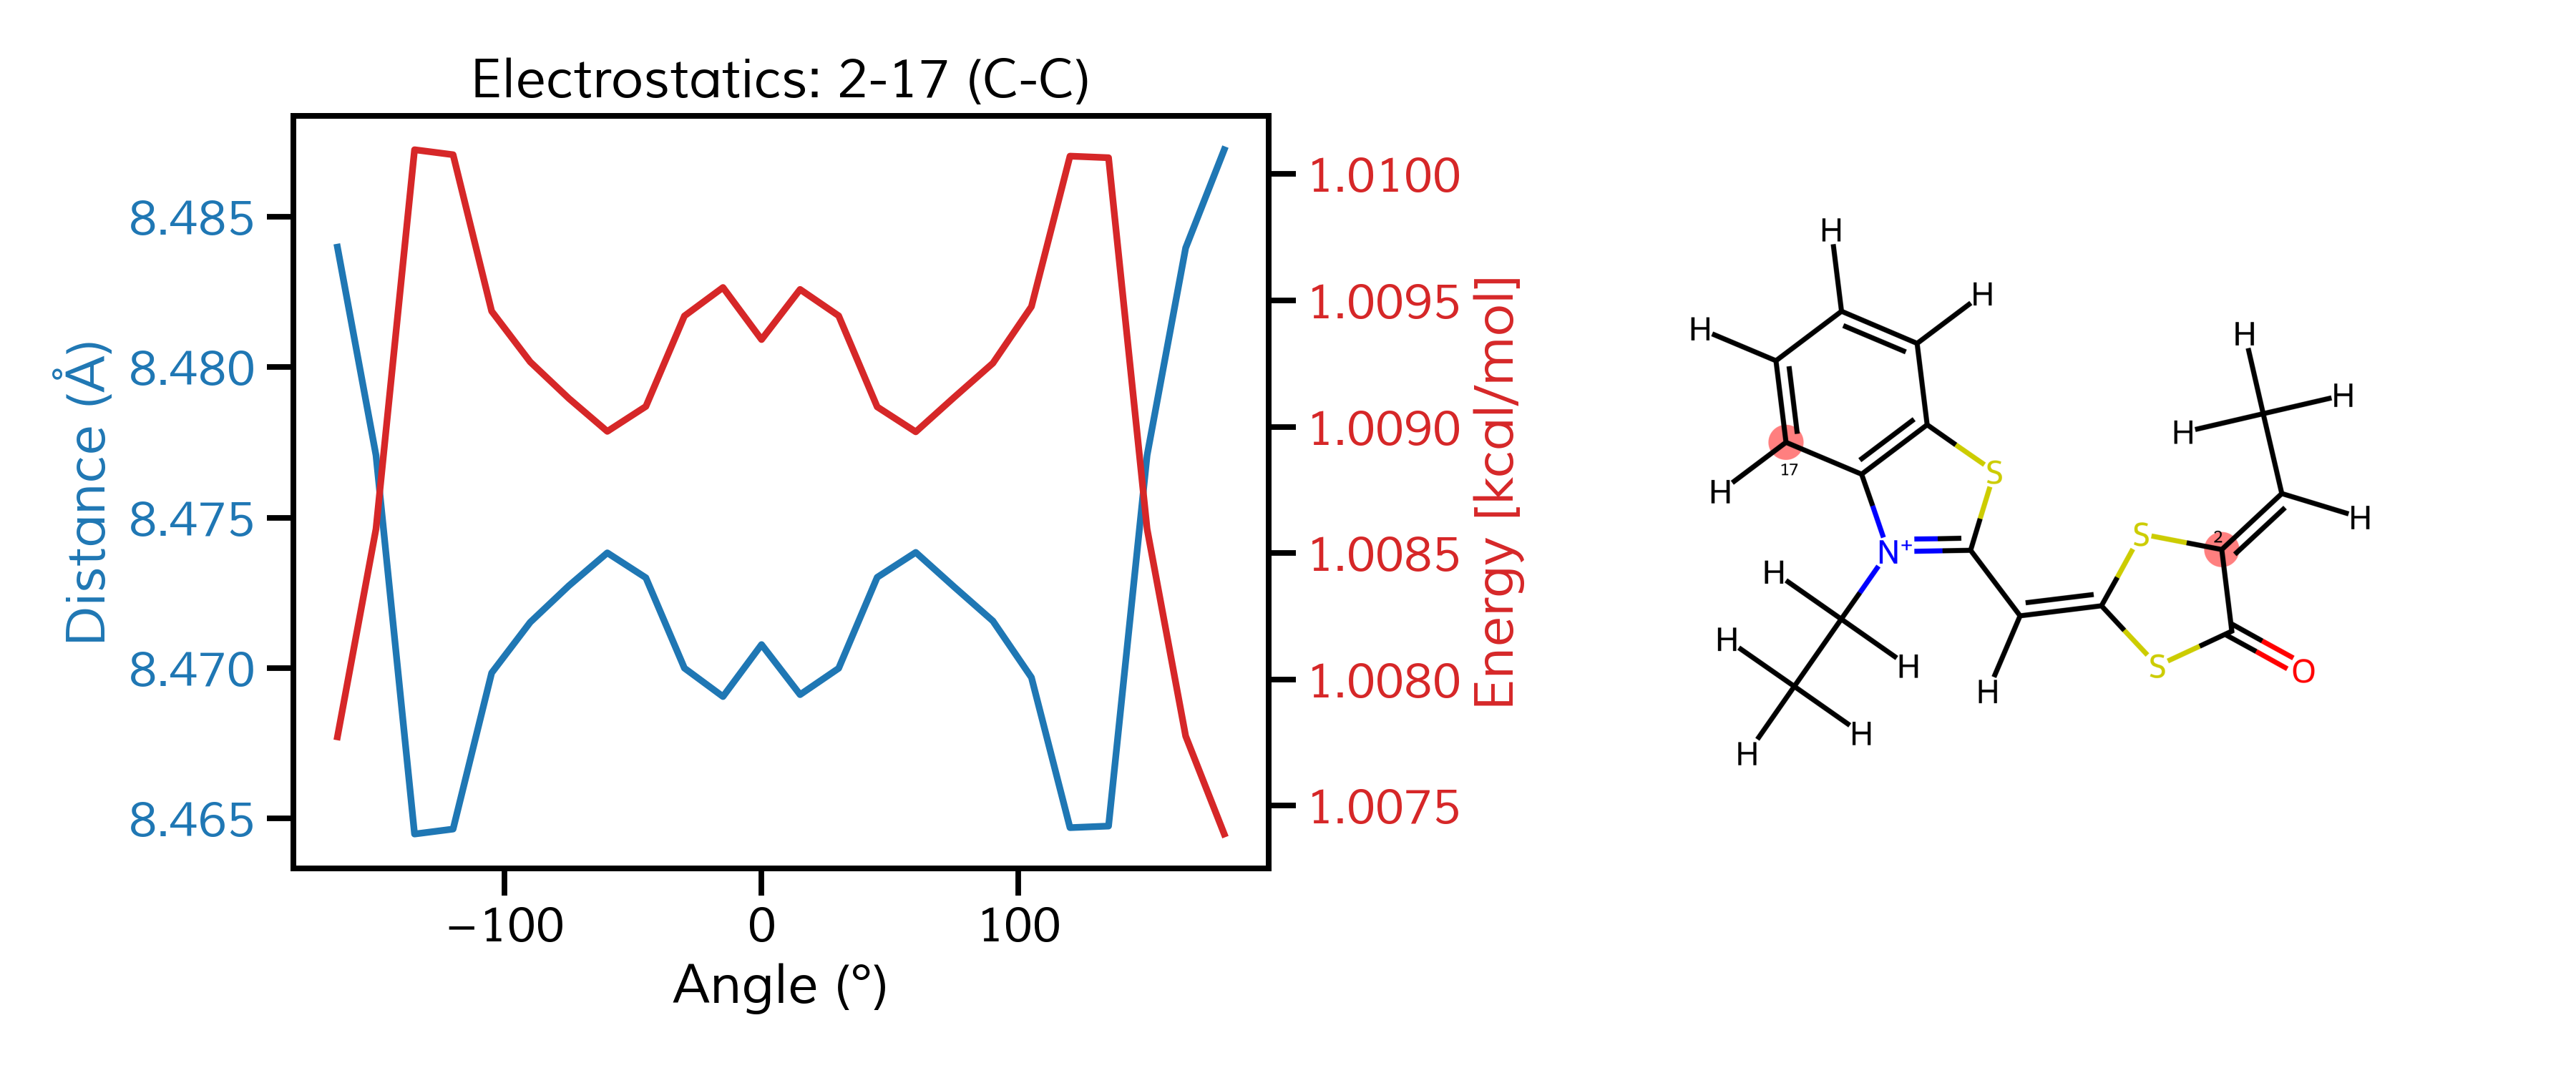 Electrostatics: 2-17 (C-C)
Distance (Å)
8.485
8.480
8.475
8.470
8.465
−100
0
100
Angle (°)
1.0100
1.0095
1.0090
1.0085
1.0080
1.0075
Energy [kcal/mol]
H
H
H
H
H
H
H
17
H
S
H
S
2
N+
H
H
H
S
O
H
H
H